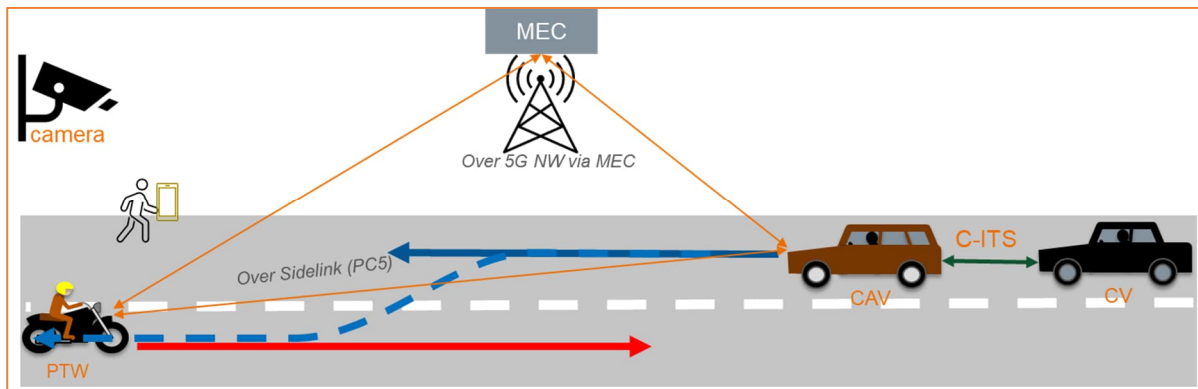 MEC
camera
Over 5G NW via MEC
Over Sidelink (PC5)
C-ITS
CAV
CV
PTW